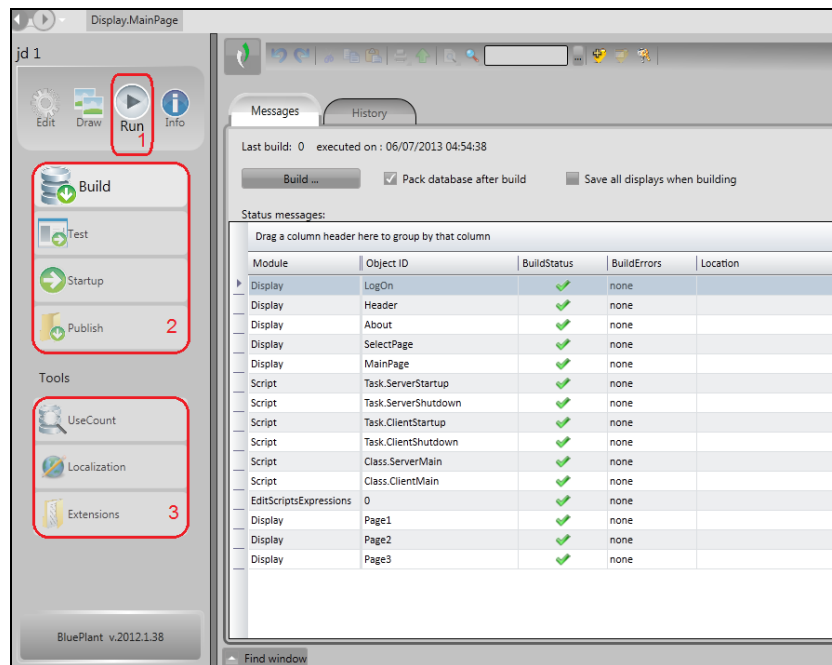 Display.MainPage
jd 1
Edit Draw Run Info
1
Build
Test
Startup
Publish 2
Tools
UseCount
Localization
Extensions 3
BluePlant v.2012.1.38
...
Messages History
Last build: 0 executed on : 06/07/2013 04:54:38
Build ... Pack database after build Save all displays when building
Status messages:
Drag a column header here to group by that column
Module Object ID BuildStatus BuildErrors Location
Display LogOn none
Display Header none
Display About none
Display SelectPage none
Display MainPage none
Script Task.ServerStartup none
Script Task.ServerShutdown none
Script Task.ClientStartup none
Script Task.ClientShutdown none
Script Class.ServerMain none
Script Class.ClientMain none
EditScriptsExpressions 0 none
Display Page1 none
Display Page2 none
Display Page3 none
Find window